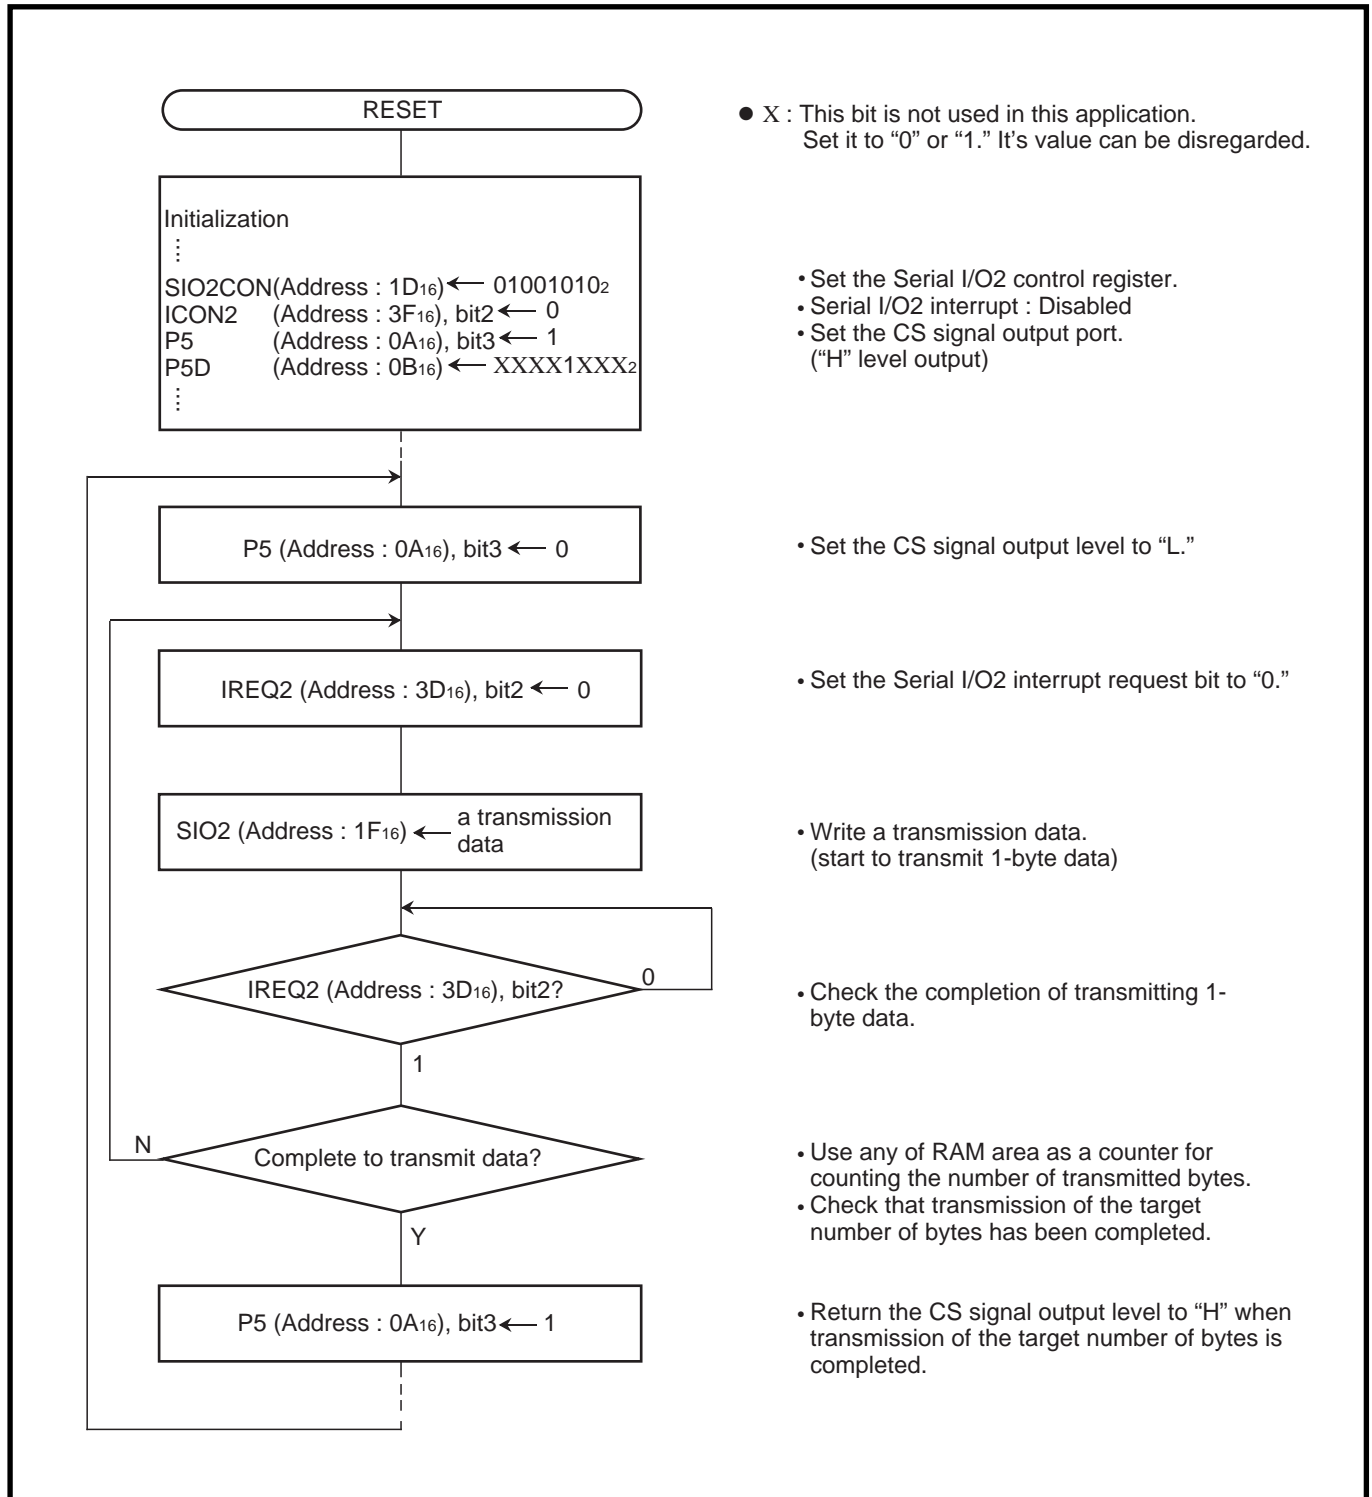 RESET
● X : This bit is not used in this application.
Set it to “0” or “1.” It’s value can be disregarded.
Initialization
SIO2CON(Address : 1D16) ← 010010102
ICON2 (Address : 3F16), bit2 ← 0
P5 (Address : 0A16), bit3 ← 1
P5D (Address : 0B16) ← XXXX1XXX2
• Set the Serial I/O2 control register.
• Serial I/O2 interrupt : Disabled
• Set the CS signal output port.
(“H” level output)
P5 (Address : 0A16), bit3 ← 0
• Set the CS signal output level to “L.”
IREQ2 (Address : 3D16), bit2 ← 0
• Set the Serial I/O2 interrupt request bit to “0.”
SIO2 (Address : 1F16) ← a transmission
data
• Write a transmission data.
(start to transmit 1-byte data)
IREQ2 (Address : 3D16), bit2?
0
1
• Check the completion of transmitting 1-
byte data.
Complete to transmit data?
N
Y
• Use any of RAM area as a counter for
counting the number of transmitted bytes.
• Check that transmission of the target
number of bytes has been completed.
P5 (Address : 0A16), bit3 ← 1
• Return the CS signal output level to “H” when
transmission of the target number of bytes is
completed.